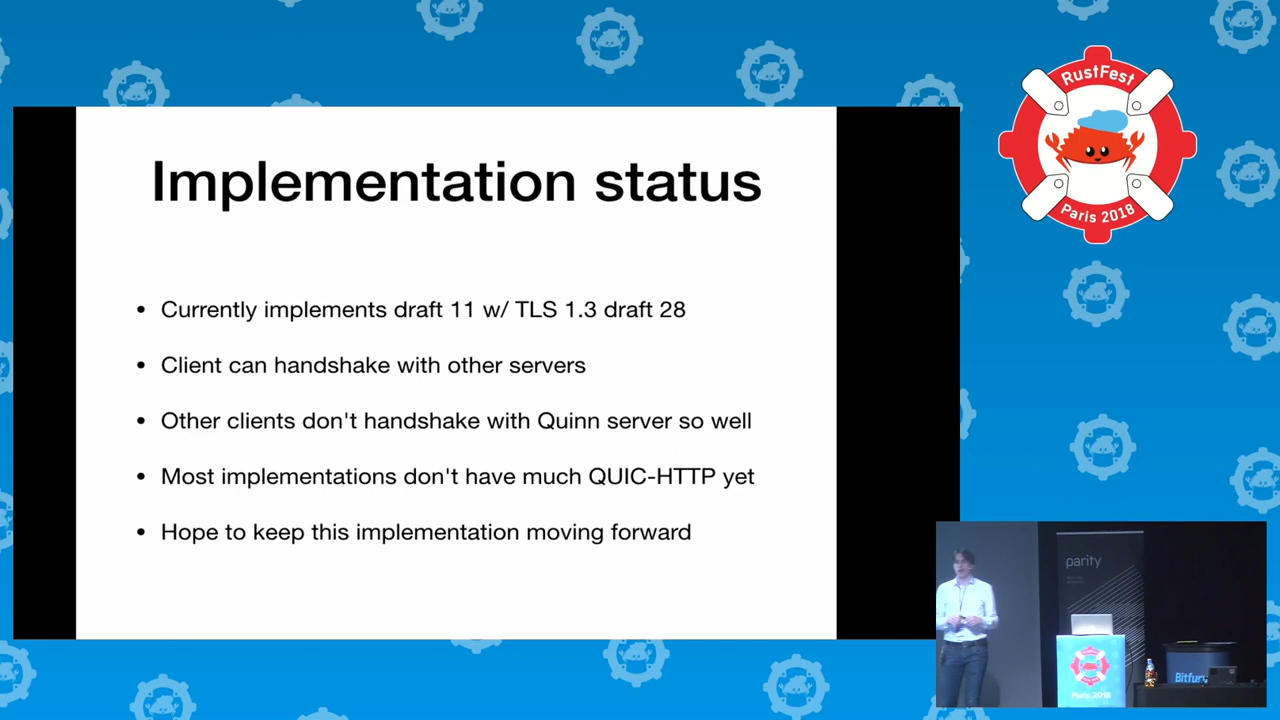 Implementation status
• Currently implements draft 11 w/ TLS 1.3 draft 28
• Client can handshake with other servers
• Other clients don't handshake with Quinn server so well
• Most implementations don't have much QUIC-HTTP yet
• Hope to keep this implementation moving forward
RustFest
Paris 2018
parity
Paris 2018
Bitfury